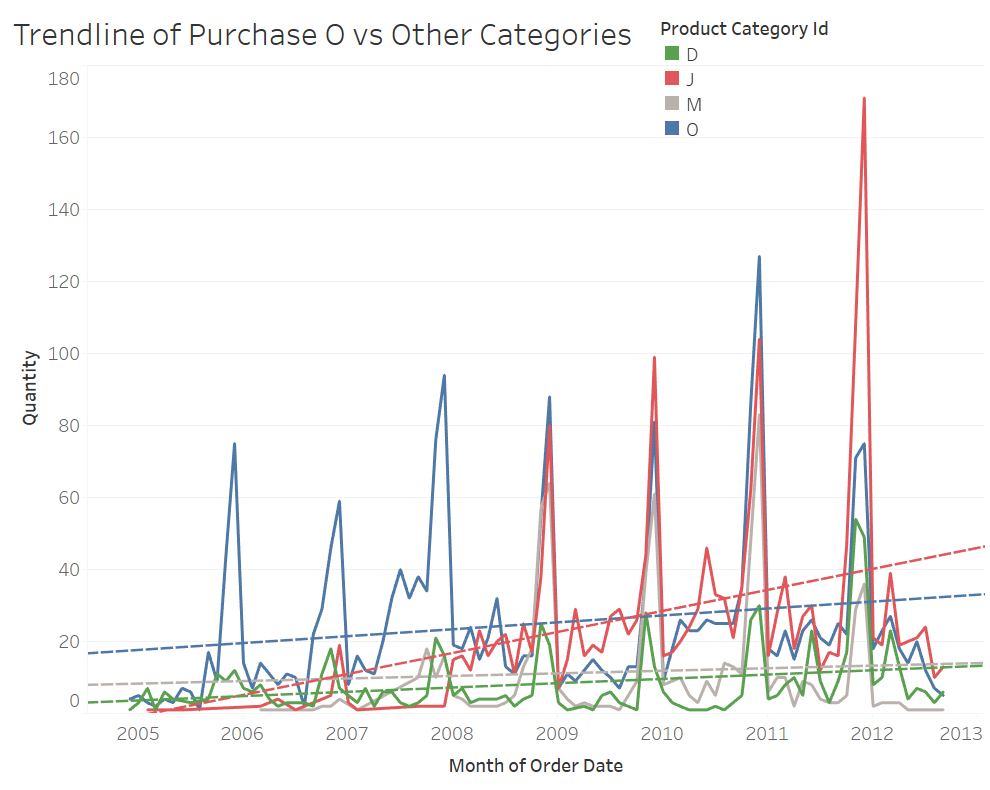 Trendline of Purchase O vs Other Categories
Product Category Id
D
J
M
O
180
160
140
120
100
80
60
40
20
0
Quantity
2005 2006 2007 2008 2009 2010 2011 2012 2013
Month of Order Date